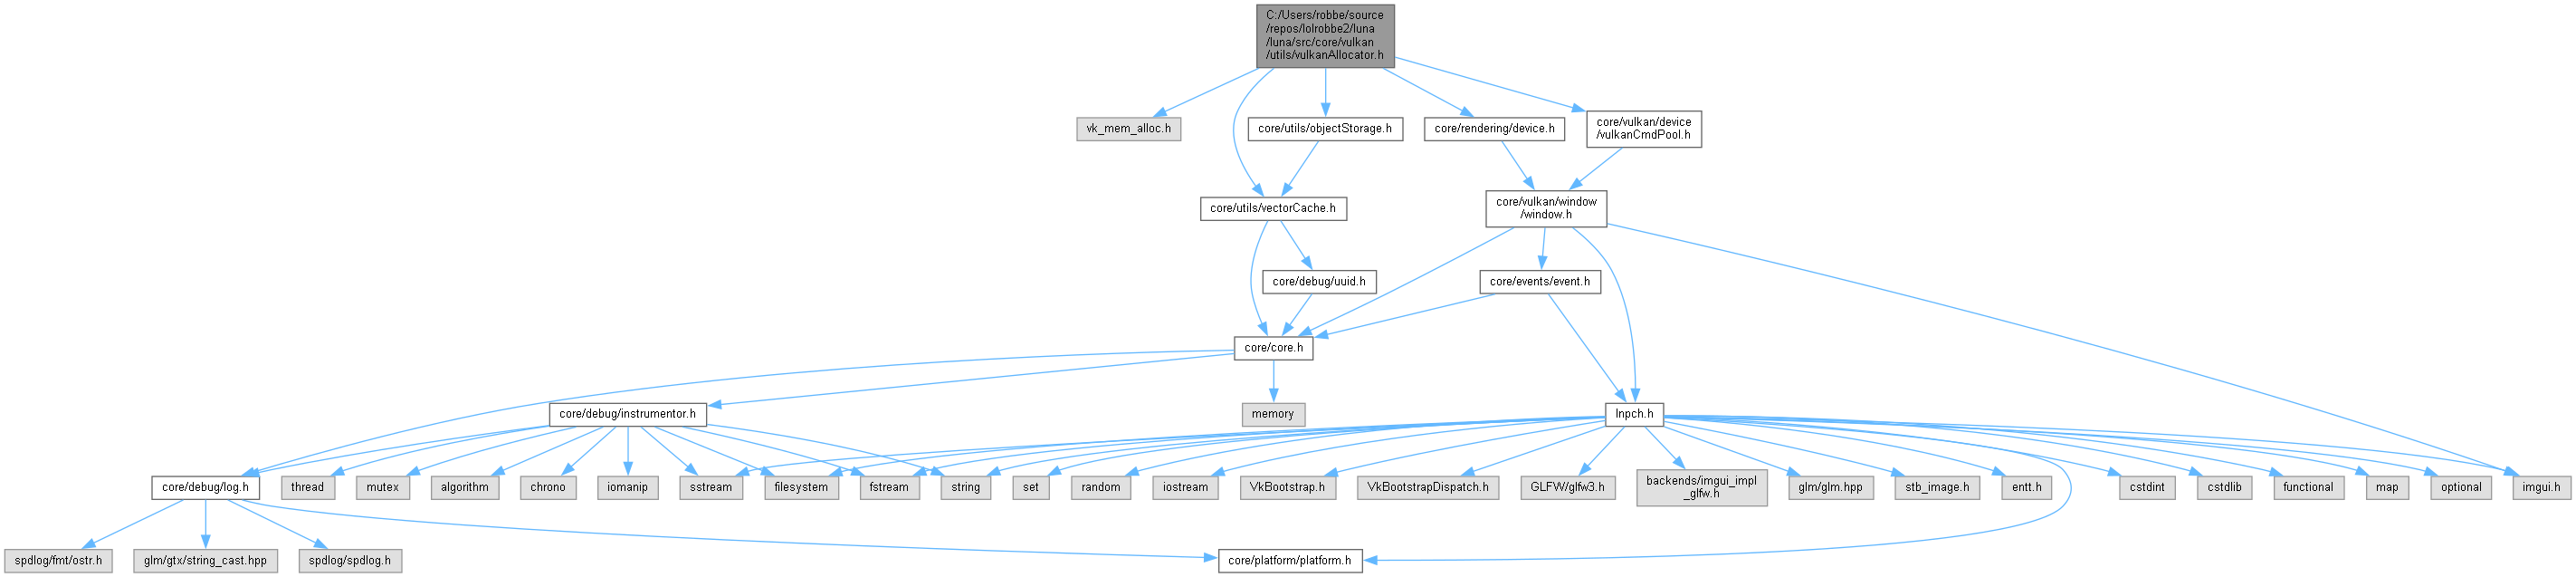 C:/Users/robbe/source
/repos/lolrobbe2/luna
/luna/src/core/vulkan
/utils/vulkanAllocator.h
vk_mem_alloc.h
core/utils/objectStorage.h
core/rendering/device.h
core/vulkan/device
/vulkanCmdPool.h
core/utils/vectorCache.h
core/vulkan/window
/window.h
core/debug/uuid.h
core/events/event.h
core/core.h
core/debug/instrumentor.h
memory
lnpch.h
core/debug/log.h
thread
mutex
algorithm
chrono
iomanip
sstream
filesystem
fstream
string
set
random
iostream
VkBootstrap.h
VkBootstrapDispatch.h
GLFW/glfw3.h
backends/imgui_impl
_glfw.h
glm/glm.hpp
stb_image.h
entt.h
cstdint
cstdlib
functional
map
optional
imgui.h
spdlog/fmt/ostr.h
glm/gtx/string_cast.hpp
spdlog/spdlog.h
core/platform/platform.h